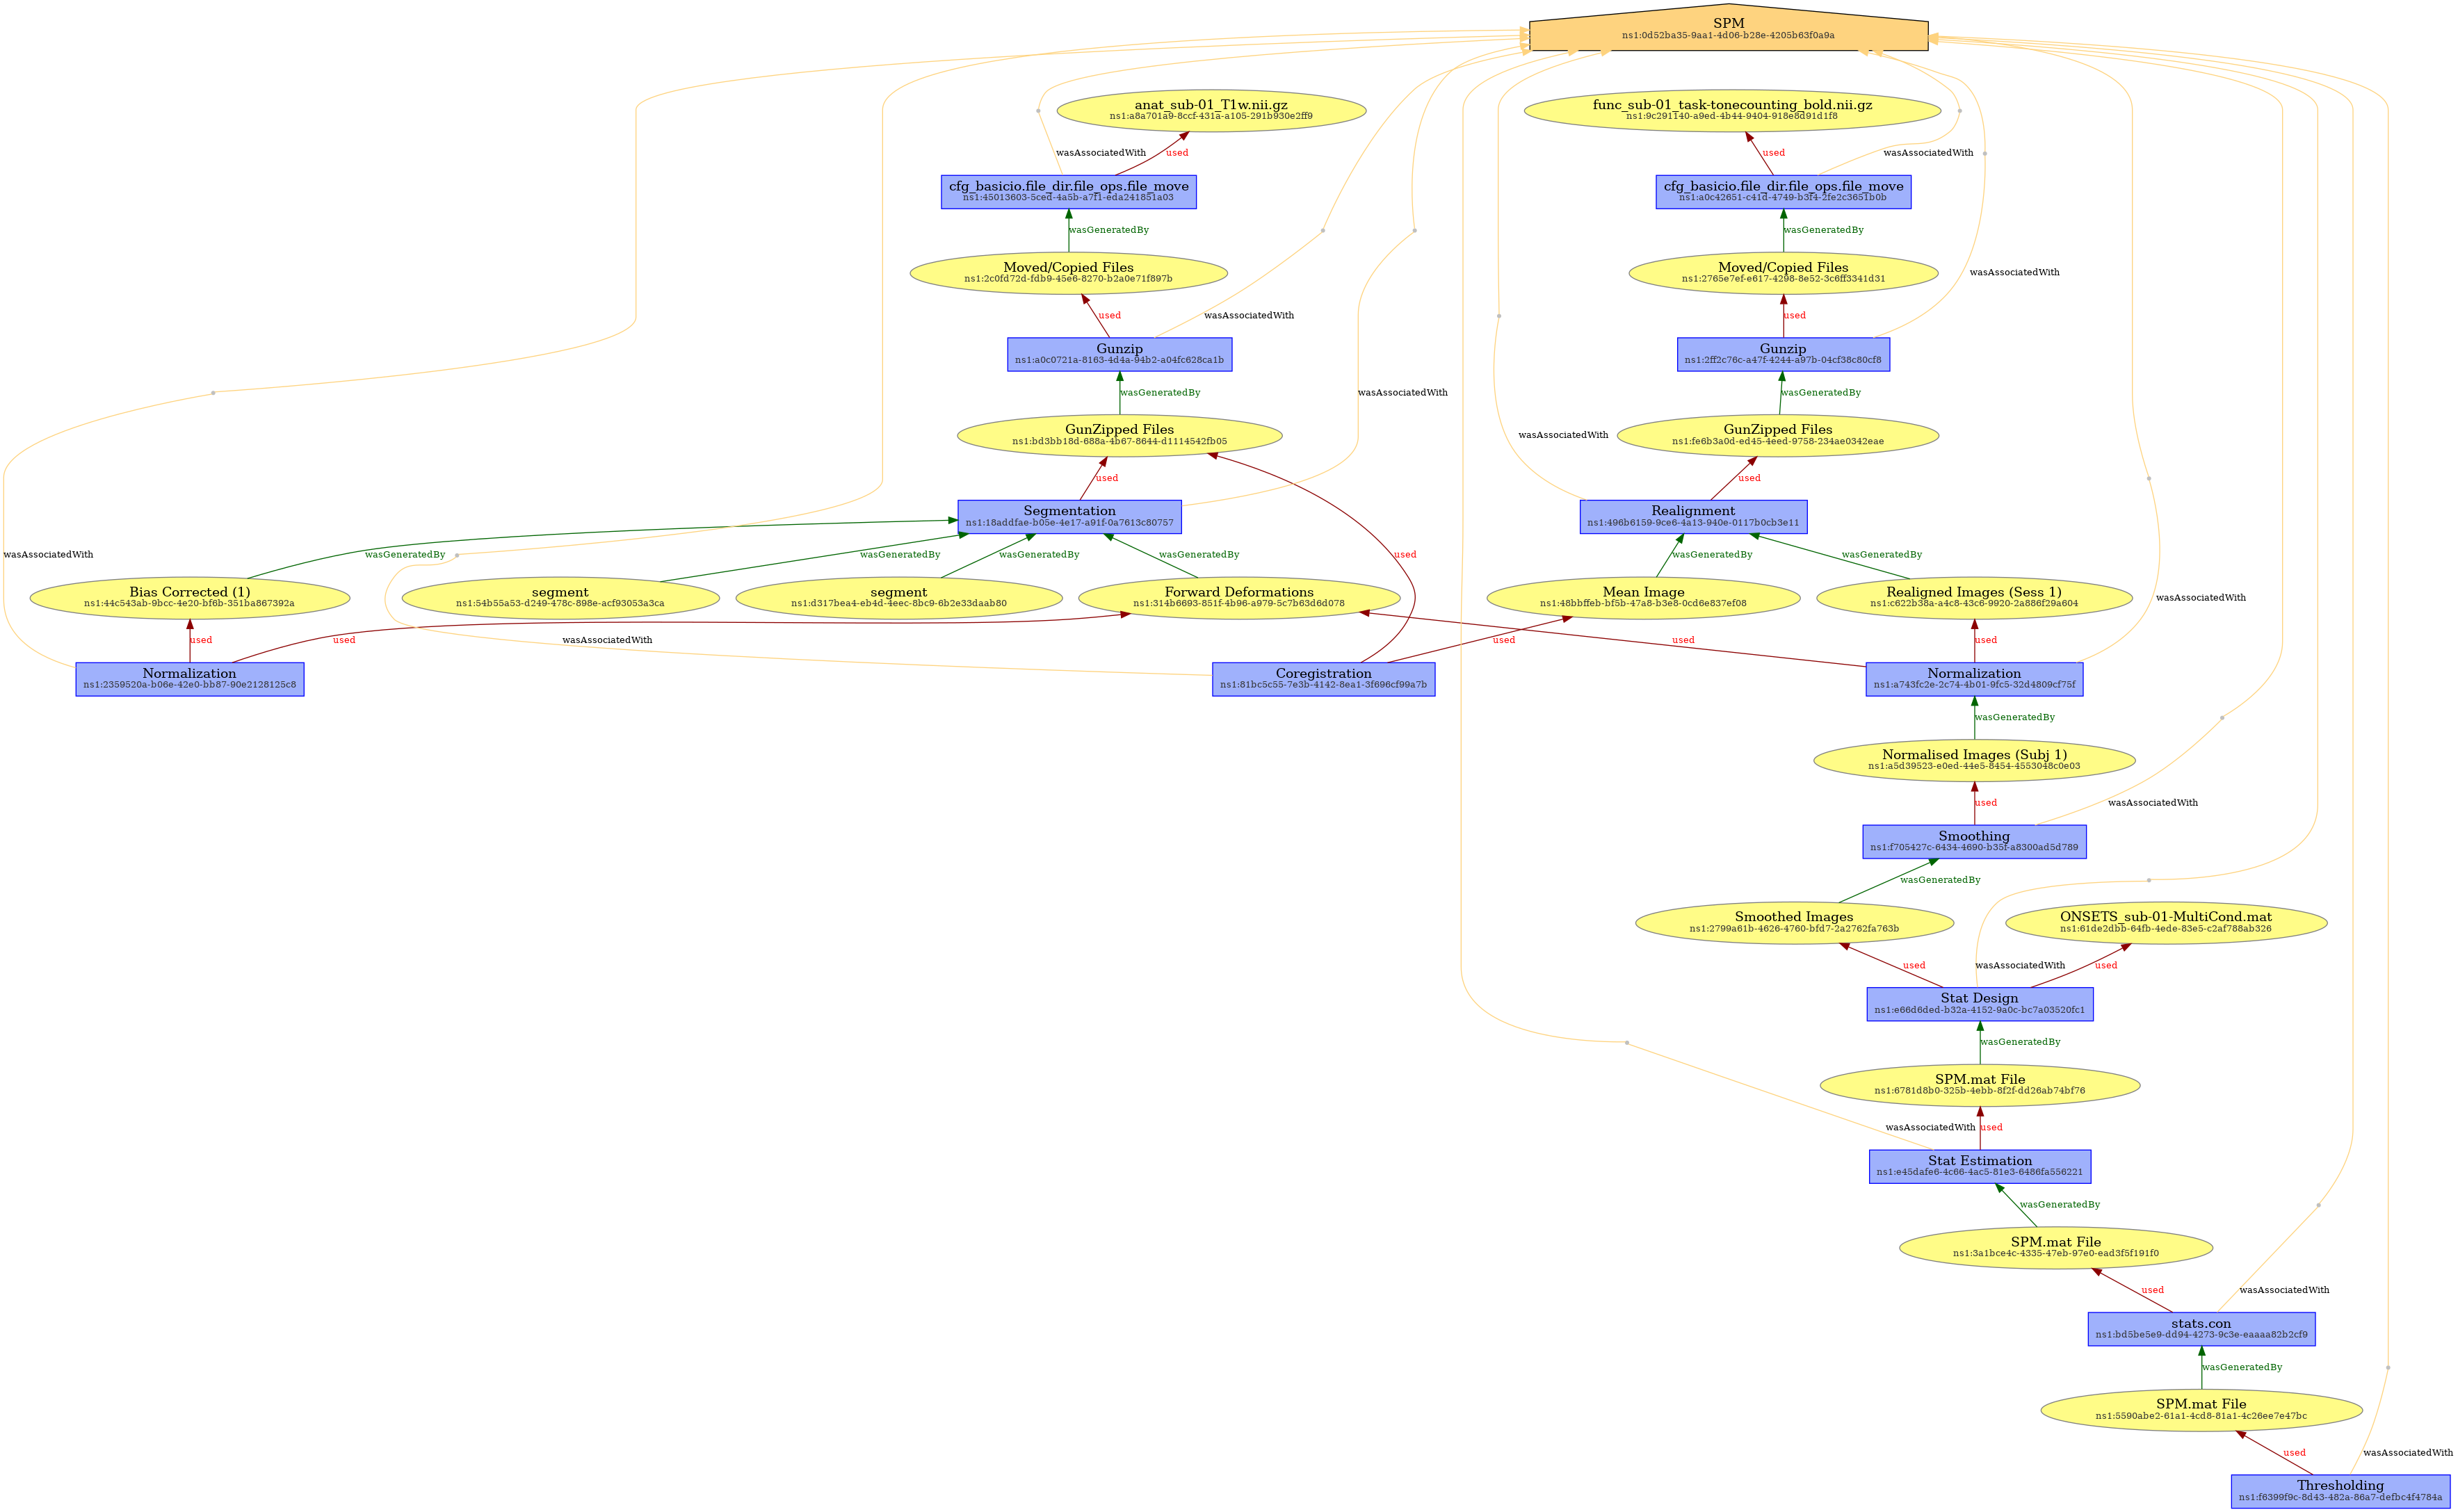 SPM
ns1:0d52ba35-9aa1-4d06-b28e-4205b63f0a9a
anat_sub-01_T1w.nii.gz
ns1:a8a701a9-8ccf-431a-a105-291b930e2ff9
func_sub-01_task-tonecounting_bold.nii.gz
ns1:9c291140-a9ed-4b44-9404-918e8d91d1f8
wasAssociatedWith
used
used
wasAssociatedWith
cfg_basicio.file_dir.file_ops.file_move
ns1:45013603-5ced-4a5b-a7f1-eda241851a03
cfg_basicio.file_dir.file_ops.file_move
ns1:a0c42651-c41d-4749-b3f4-2fe2c3651b0b
wasGeneratedBy
wasGeneratedBy
Moved/Copied Files
ns1:2c0fd72d-fdb9-45e6-8270-b2a0e71f897b
Moved/Copied Files
ns1:2765e7ef-e617-4298-8e52-3c6ff3341d31
wasAssociatedWith
used
wasAssociatedWith
used
Gunzip
ns1:a0c0721a-8163-4d4a-94b2-a04fc628ca1b
Gunzip
ns1:2ff2c76c-a47f-4244-a97b-04cf38c80cf8
wasGeneratedBy
wasAssociatedWith
wasGeneratedBy
GunZipped Files
ns1:bd3bb18d-688a-4b67-8644-d1114542fb05
wasAssociatedWith
GunZipped Files
ns1:fe6b3a0d-ed45-4eed-9758-234ae0342eae
used
used
Segmentation
ns1:18addfae-b05e-4e17-a91f-0a7613c80757
Realignment
ns1:496b6159-9ce6-4a13-940e-0117b0cb3e11
wasAssociatedWith
wasGeneratedBy
wasGeneratedBy
wasGeneratedBy
wasGeneratedBy
used
wasGeneratedBy
wasGeneratedBy
Bias Corrected (1)
ns1:44c543ab-9bcc-4e20-bf6b-351ba867392a
segment
ns1:54b55a53-d249-478c-898e-acf93053a3ca
segment
ns1:d317bea4-eb4d-4eec-8bc9-6b2e33daab80
Forward Deformations
ns1:314b6693-851f-4b96-a979-5c7b63d6d078
Mean Image
ns1:48bbffeb-bf5b-47a8-b3e8-0cd6e837ef08
Realigned Images (Sess 1)
ns1:c622b38a-a4c8-43c6-9920-2a886f29a604
wasAssociatedWith
used
used
wasAssociatedWith
used
used
used
Normalization
ns1:2359520a-b06e-42e0-bb87-90e2128125c8
Coregistration
ns1:81bc5c55-7e3b-4142-8ea1-3f696cf99a7b
Normalization
ns1:a743fc2e-2c74-4b01-9fc5-32d4809cf75f
wasGeneratedBy
Normalised Images (Subj 1)
ns1:a5d39523-e0ed-44e5-8454-4553048c0e03
used
wasAssociatedWith
Smoothing
ns1:f705427c-6434-4690-b35f-a8300ad5d789
wasGeneratedBy
Smoothed Images
ns1:2799a61b-4626-4760-bfd7-2a2762fa763b
ONSETS_sub-01-MultiCond.mat
ns1:61de2dbb-64fb-4ede-83e5-c2af788ab326
used
wasAssociatedWith
used
Stat Design
ns1:e66d6ded-b32a-4152-9a0c-bc7a03520fc1
wasGeneratedBy
SPM.mat File
ns1:6781d8b0-325b-4ebb-8f2f-dd26ab74bf76
wasAssociatedWith
used
Stat Estimation
ns1:e45dafe6-4c66-4ac5-81e3-6486fa556221
wasGeneratedBy
SPM.mat File
ns1:3a1bce4c-4335-47eb-97e0-ead3f5f191f0
used
wasAssociatedWith
stats.con
ns1:bd5be5e9-dd94-4273-9c3e-eaaaa82b2cf9
wasGeneratedBy
SPM.mat File
ns1:5590abe2-61a1-4cd8-81a1-4c26ee7e47bc
used
wasAssociatedWith
Thresholding
ns1:f6399f9c-8d43-482a-86a7-defbc4f4784a